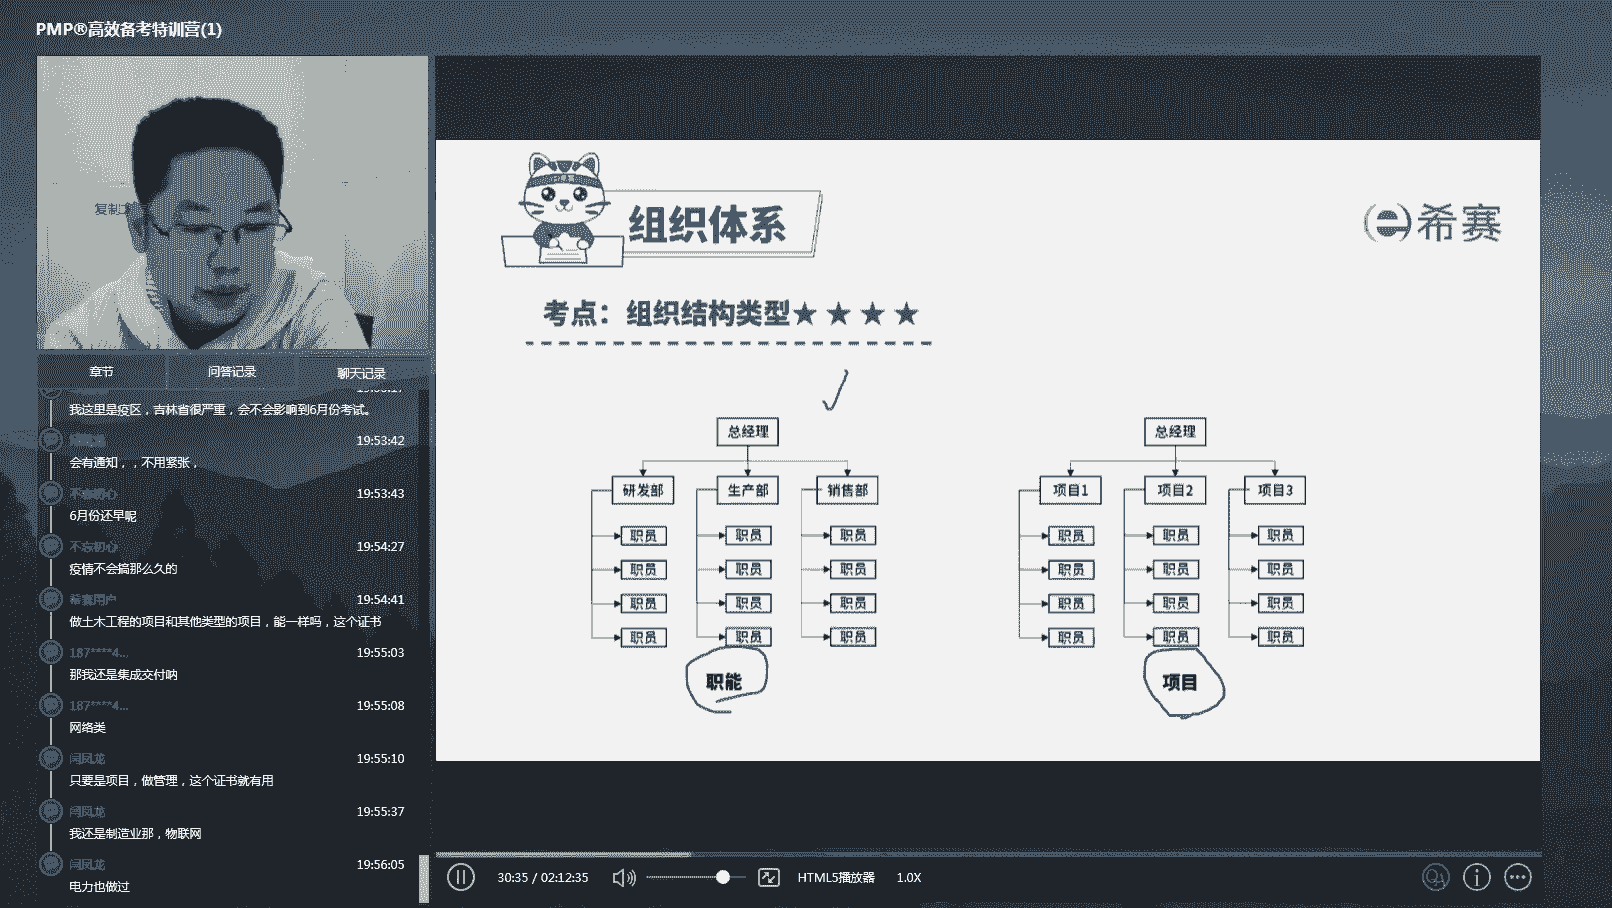 PMP®高效备考特训营(1)
复制
章节
问答记录
聊天记录
我这里是疫区，吉林省很严重，会不会影响到6月份考试。
19:53:42
会有通知，，不用紧张，
不忘初心
19:53:43
6月份还早呢
不忘初心
19:54:27
疫情不会搞那么久的
希赛用户
19:54:41
做土木工程的项目和其他类型的项目，能一样吗，这个证书
187****4...
19:55:03
那我还是集成交付呐
187****4...
19:55:08
网络类
闫凤龙
19:55:10
只要是项目，做管理，这个证书就有用
闫凤龙
19:55:37
我还是制造业那，物联网
闫凤龙
19:56:05
电力也做过
组织体系
希赛
考点：组织结构类型★★★★
总经理
研发部 生产部 销售部
职员 职员 职员
职员 职员 职员
职员 职员 职员
职员 职员 职员
职能
总经理
项目1 项目2 项目3
职员 职员 职员
职员 职员 职员
职员 职员 职员
职员 职员 职员
项目
30:35 / 02:12:35
HTML5播放器
1.0X